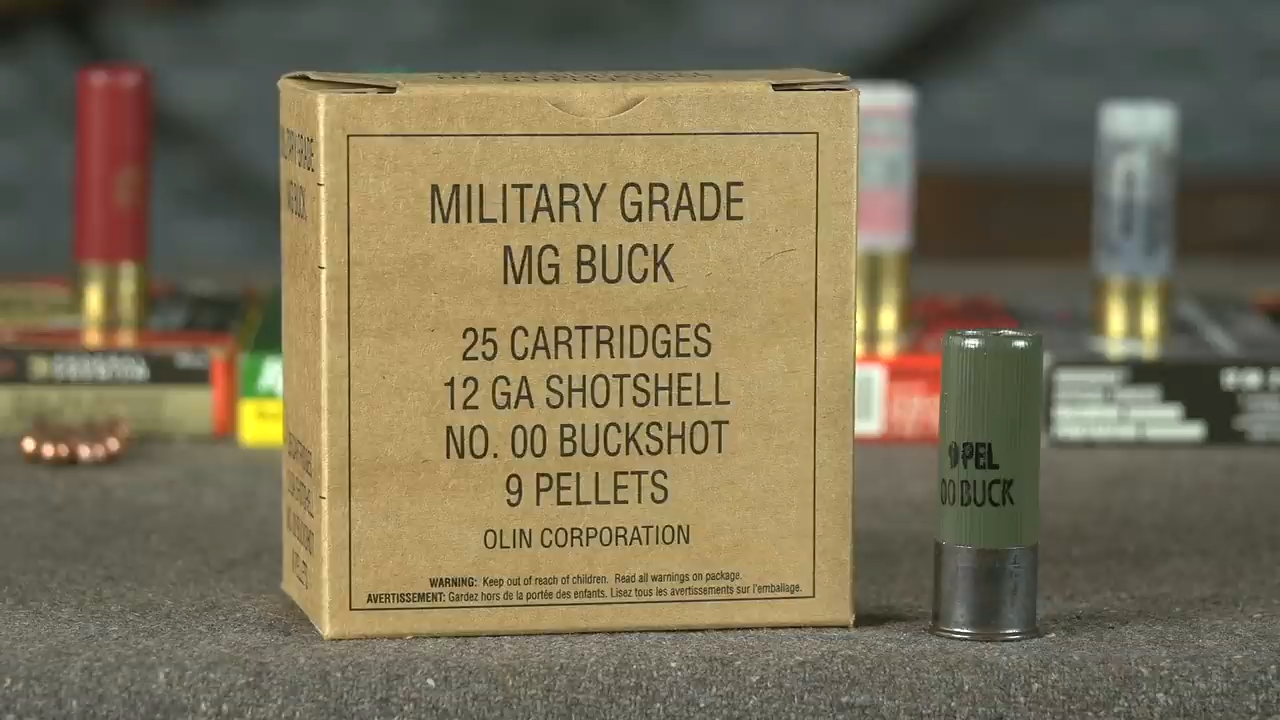 MILITARY GRADE
MG BUCK
25 CARTRIDGES
12 GA SHOTSHELL
NO. 00 BUCKSHOT
9 PELLETS
OLIN CORPORATION
WARNING: Keep out of reach of children. Read all warnings on package.
AVERTISSEMENT: Gardez hors de la portée des enfants. Lisez tous les avertissements sur l'emballage.
9 PEL
00 BUCK